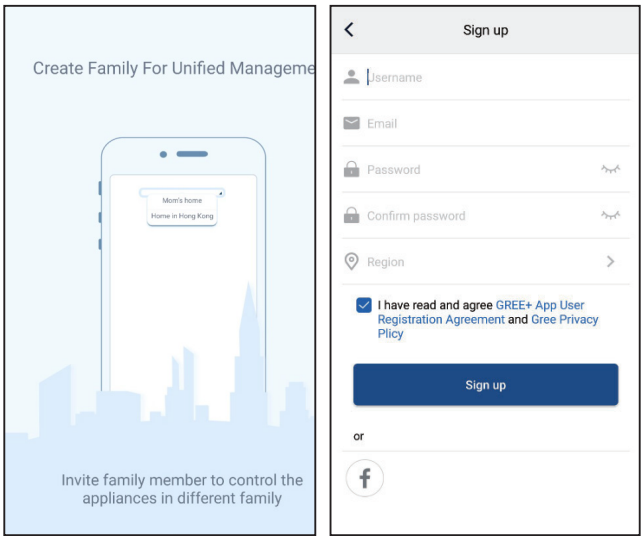 Create Family For Unified Manageme
Mom's home
Home in Hong Kong
Invite family member to control the
appliances in different family
Sign up
Username
Email
Password
Confirm password
Region
I have read and agree GREE+ App User
Registration Agreement and Gree Privacy
Plicy
Sign up
or